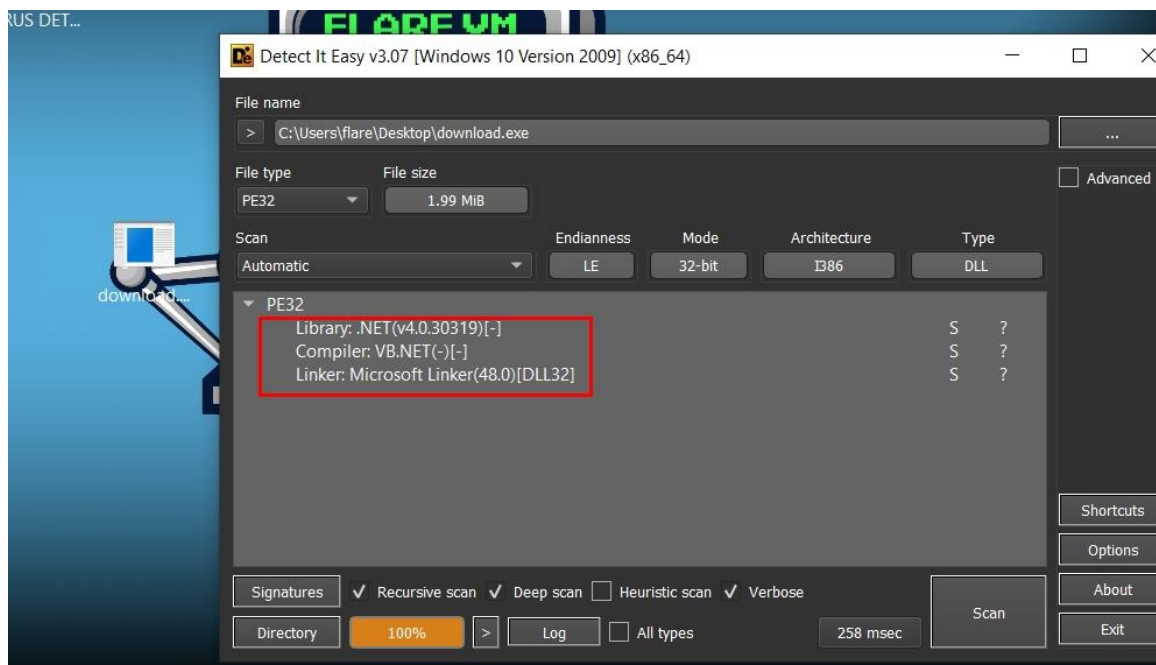 RUS DET...
FLARE VM
Detect It Easy v3.07 [Windows 10 Version 2009] (x86_64)
File name
> C:\Users\flare\Desktop\download.exe ...
File type File size
PE32 1.99 MiB
Advanced
Scan Endianness Mode Architecture Type
Automatic LE 32-bit I386 DLL
download....
PE32
Library: .NET(v4.0.30319)[-] S ?
Compiler: VB.NET(-)[-] S ?
Linker: Microsoft Linker(48.0)[DLL32] S ?
Shortcuts
Options
Signatures Recursive scan Deep scan Heuristic scan Verbose About
Scan
Directory 100% > Log All types 258 msec Exit